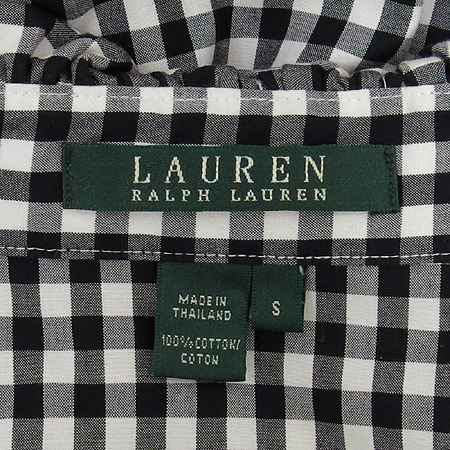 LAUREN
RALPH LAUREN
MADE IN
THAILAND
100% COTTON/
COTON
S